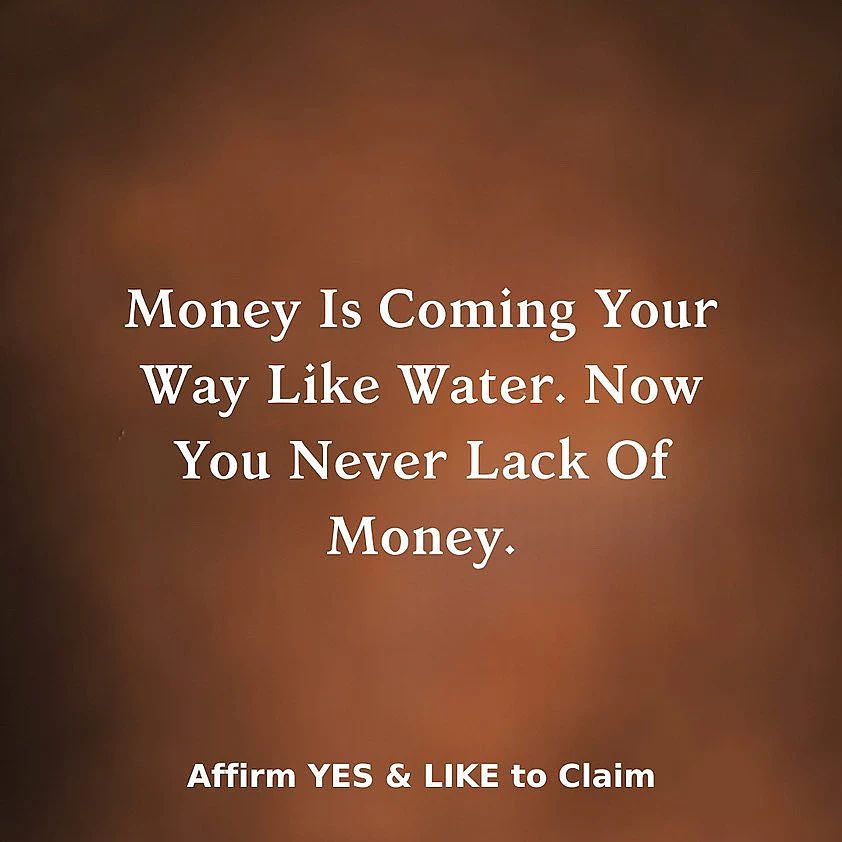 Money Is Coming Your
Way Like Water. Now
You Never Lack Of
Money.
Affirm YES & LIKE to Claim